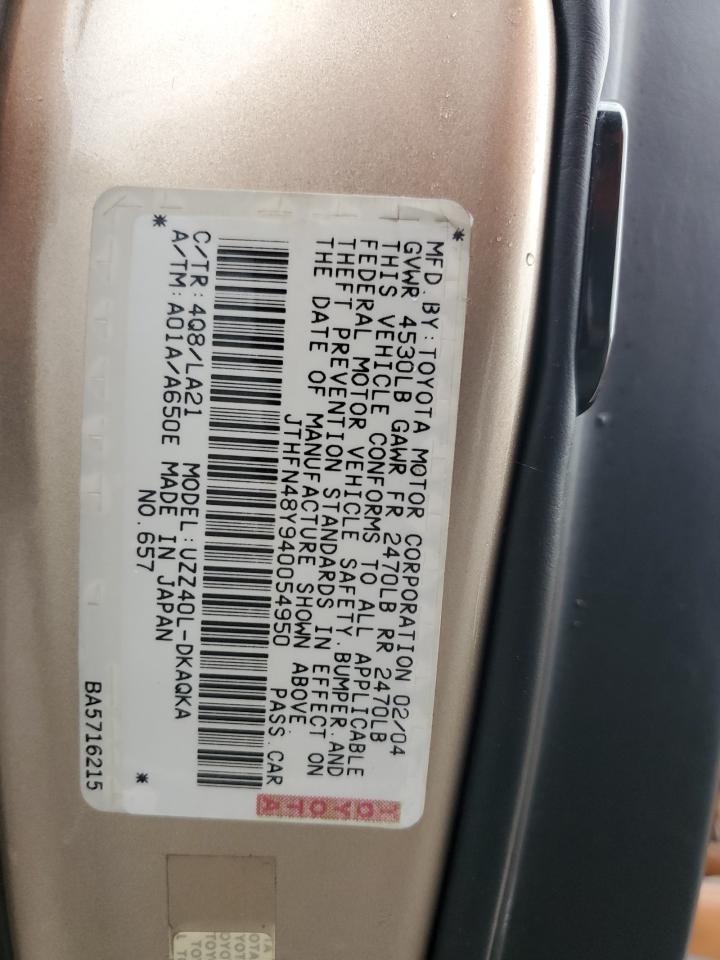 MFD.BY:TOYOTA MOTOR CORPORATION 02/04
GVWR 4530LB GAWR FR 2470LB RR 2470LB
THIS VEHICLE CONFORMS TO ALL APPLICABLE
FEDERAL MOTOR VEHICLE SAFETY.BUMPER.AND
THEFT PREVENTION STANDARDS IN EFFECT ON
THE DATE OF MANUFACTURE SHOWN ABOVE.
JTHFN48Y940054950 PASS.CAR
C/TR:4Q8/LA21 MODEL:UZZ40L-DKAQKA
A/TM:A01A/A650E MADE IN JAPAN
NO.657
BA5716215
TOYOTA